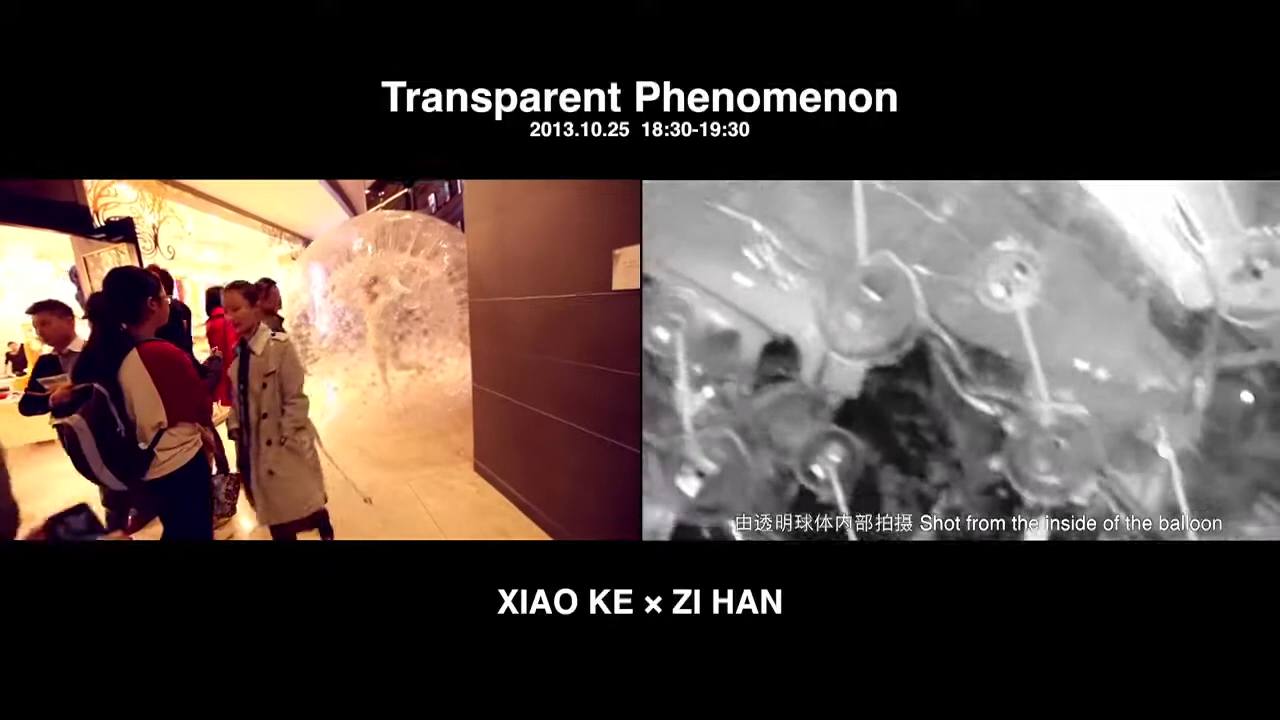 Transparent Phenomenon
2013.10.25 18:30-19:30
由透明球体内部拍摄 Shot from the inside of the balloon
XIAO KE × ZI HAN